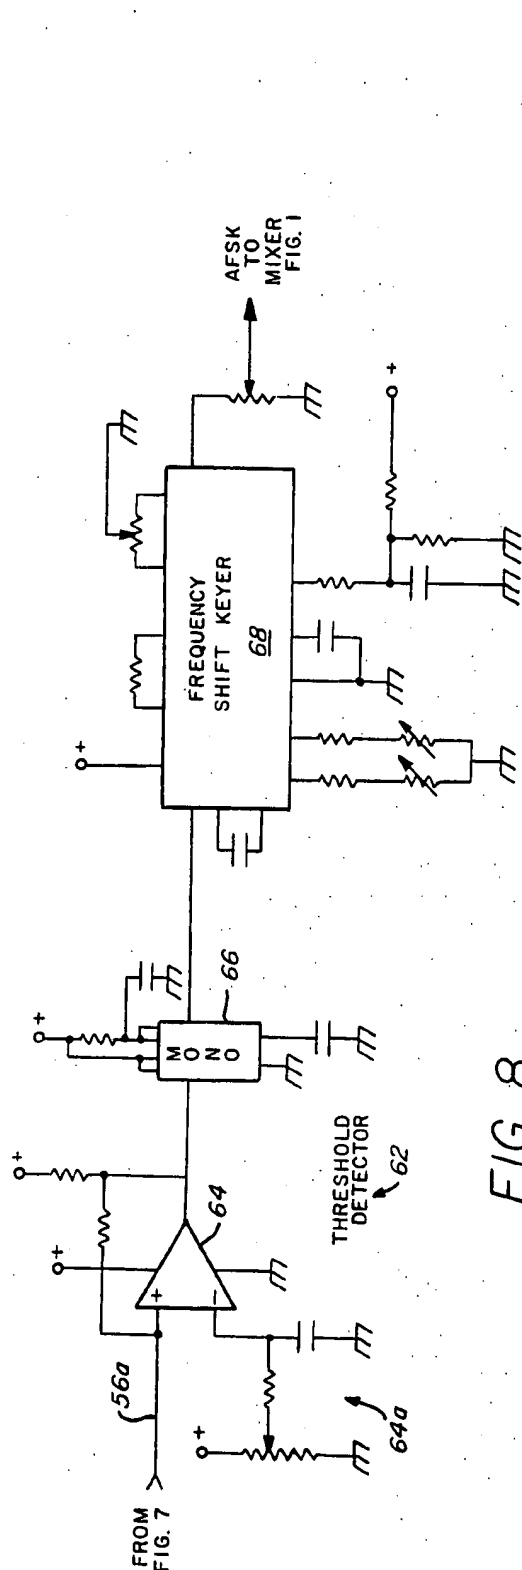 FROM
FIG. 7
56a
+
+
+
−
64
+
64a
THRESHOLD
DETECTOR
62
+
MONO
66
+
FREQUENCY
SHIFT KEYER
68
+
AFSK
TO
MIXER
FIG. 1
FIG. 8